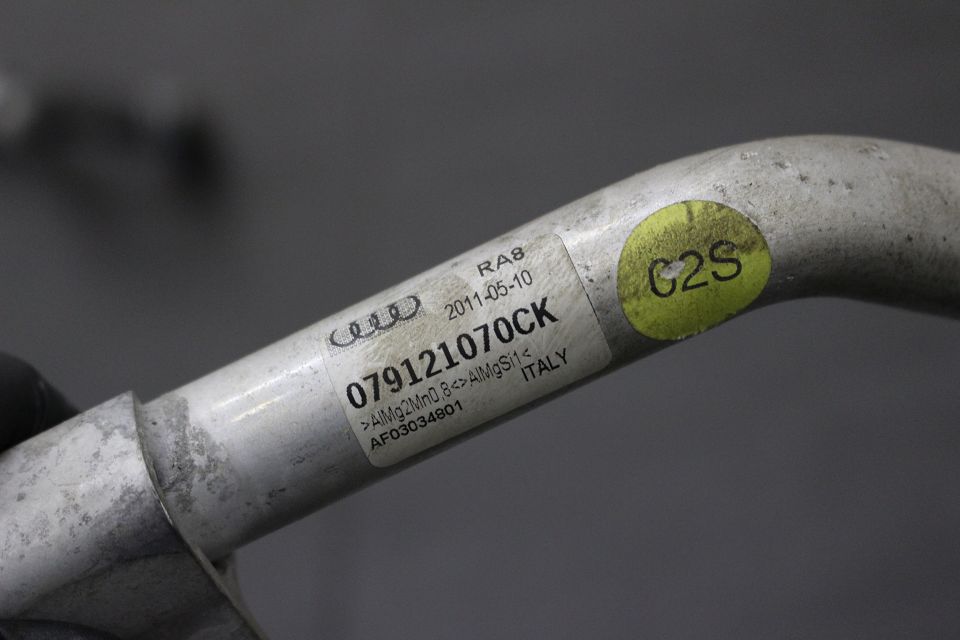 RA8
2011-05-10
079121070CK
>AlMg2Mn0,8<>AlMgSi1<
ITALY
AF03034801
C2S